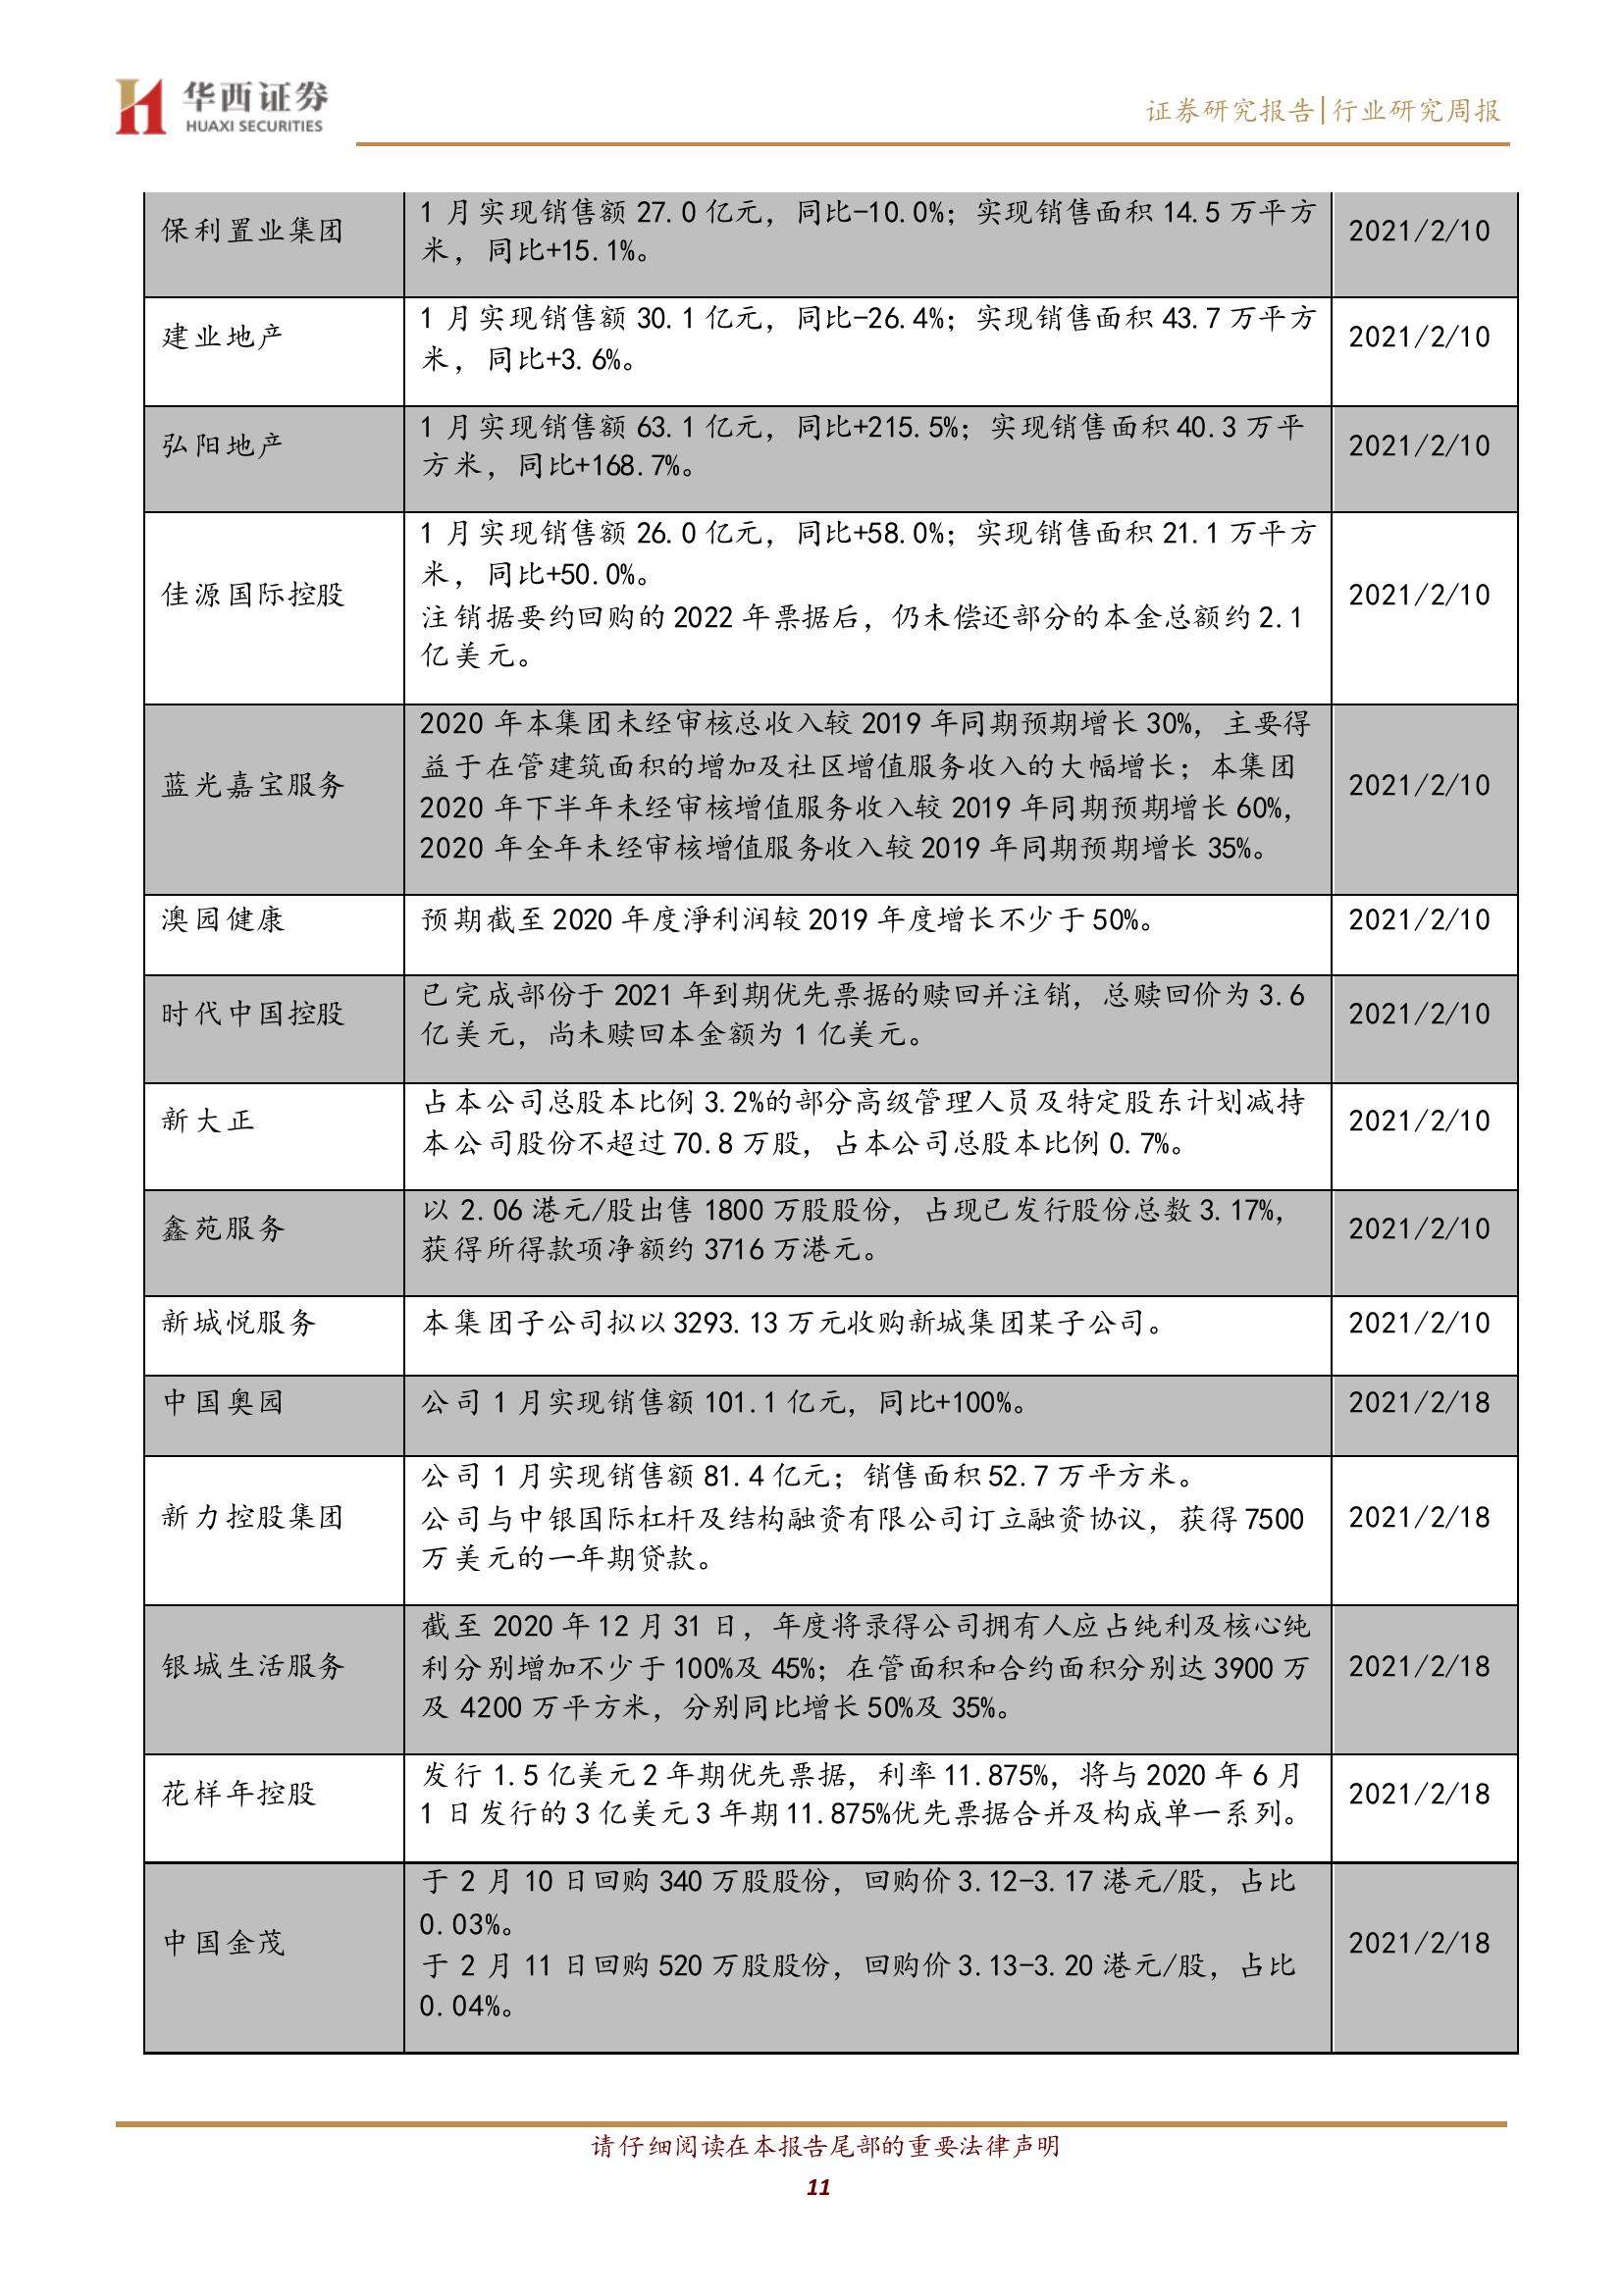 华西证券
HUAXI SECURITIES
证券研究报告|行业研究周报
保利置业集团
1 月实现销售额 27.0 亿元，同比-10.0%；实现销售面积 14.5 万平方
米，同比+15.1%。
2021/2/10
建业地产
1 月实现销售额 30.1 亿元，同比-26.4%；实现销售面积 43.7 万平方
米，同比+3.6%。
2021/2/10
弘阳地产
1 月实现销售额 63.1 亿元，同比+215.5%；实现销售面积 40.3 万平
方米，同比+168.7%。
2021/2/10
佳源国际控股
1 月实现销售额 26.0 亿元，同比+58.0%；实现销售面积 21.1 万平方
米，同比+50.0%。
注销据要约回购的 2022 年票据后，仍未偿还部分的本金总额约 2.1
亿美元。
2021/2/10
蓝光嘉宝服务
2020 年本集团未经审核总收入较 2019 年同期预期增长 30%，主要得
益于在管建筑面积的增加及社区增值服务收入的大幅增长；本集团
2020 年下半年未经审核增值服务收入较 2019 年同期预期增长 60%，
2020 年全年未经审核增值服务收入较 2019 年同期预期增长 35%。
2021/2/10
澳园健康
预期截至 2020 年度淨利润较 2019 年度增长不少于 50%。
2021/2/10
时代中国控股
已完成部份于 2021 年到期优先票据的赎回并注销，总赎回价为 3.6
亿美元，尚未赎回本金额为 1 亿美元。
2021/2/10
新大正
占本公司总股本比例 3.2%的部分高级管理人员及特定股东计划减持
本公司股份不超过 70.8 万股，占本公司总股本比例 0.7%。
2021/2/10
鑫苑服务
以 2.06 港元/股出售 1800 万股股份，占现已发行股份总数 3.17%，
获得所得款项净额约 3716 万港元。
2021/2/10
新城悦服务
本集团子公司拟以 3293.13 万元收购新城集团某子公司。
2021/2/10
中国奥园
公司 1 月实现销售额 101.1 亿元，同比+100%。
2021/2/18
新力控股集团
公司 1 月实现销售额 81.4 亿元；销售面积 52.7 万平方米。
公司与中银国际杠杆及结构融资有限公司订立融资协议，获得 7500
万美元的一年期贷款。
2021/2/18
银城生活服务
截至 2020 年 12 月 31 日，年度将录得公司拥有人应占纯利及核心纯
利分别增加不少于 100%及 45%；在管面积和合约面积分别达 3900 万
及 4200 万平方米，分别同比增长 50%及 35%。
2021/2/18
花样年控股
发行 1.5 亿美元 2 年期优先票据，利率 11.875%，将与 2020 年 6 月
1 日发行的 3 亿美元 3 年期 11.875%优先票据合并及构成单一系列。
2021/2/18
中国金茂
于 2 月 10 日回购 340 万股股份，回购价 3.12-3.17 港元/股，占比
0.03%。
于 2 月 11 日回购 520 万股股份，回购价 3.13-3.20 港元/股，占比
0.04%。
2021/2/18
请仔细阅读在本报告尾部的重要法律声明
11